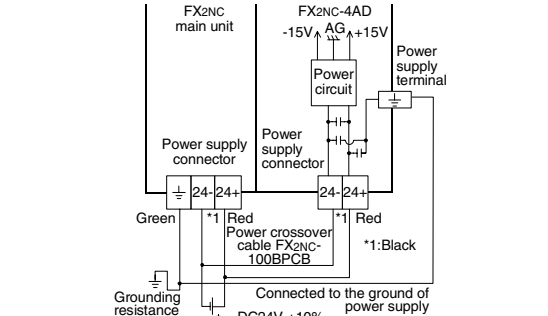 FX2NC
main unit
FX2NC-4AD
-15V AG +15V
Power
supply
terminal
Power
circuit
Power supply
connector
Power
supply
connector
24- 24+
24- 24+
Green *1 Red
*1 Red
Power crossover
cable FX2NC-
100BPCB
*1:Black
Grounding
resistance
Connected to the ground of
power supply